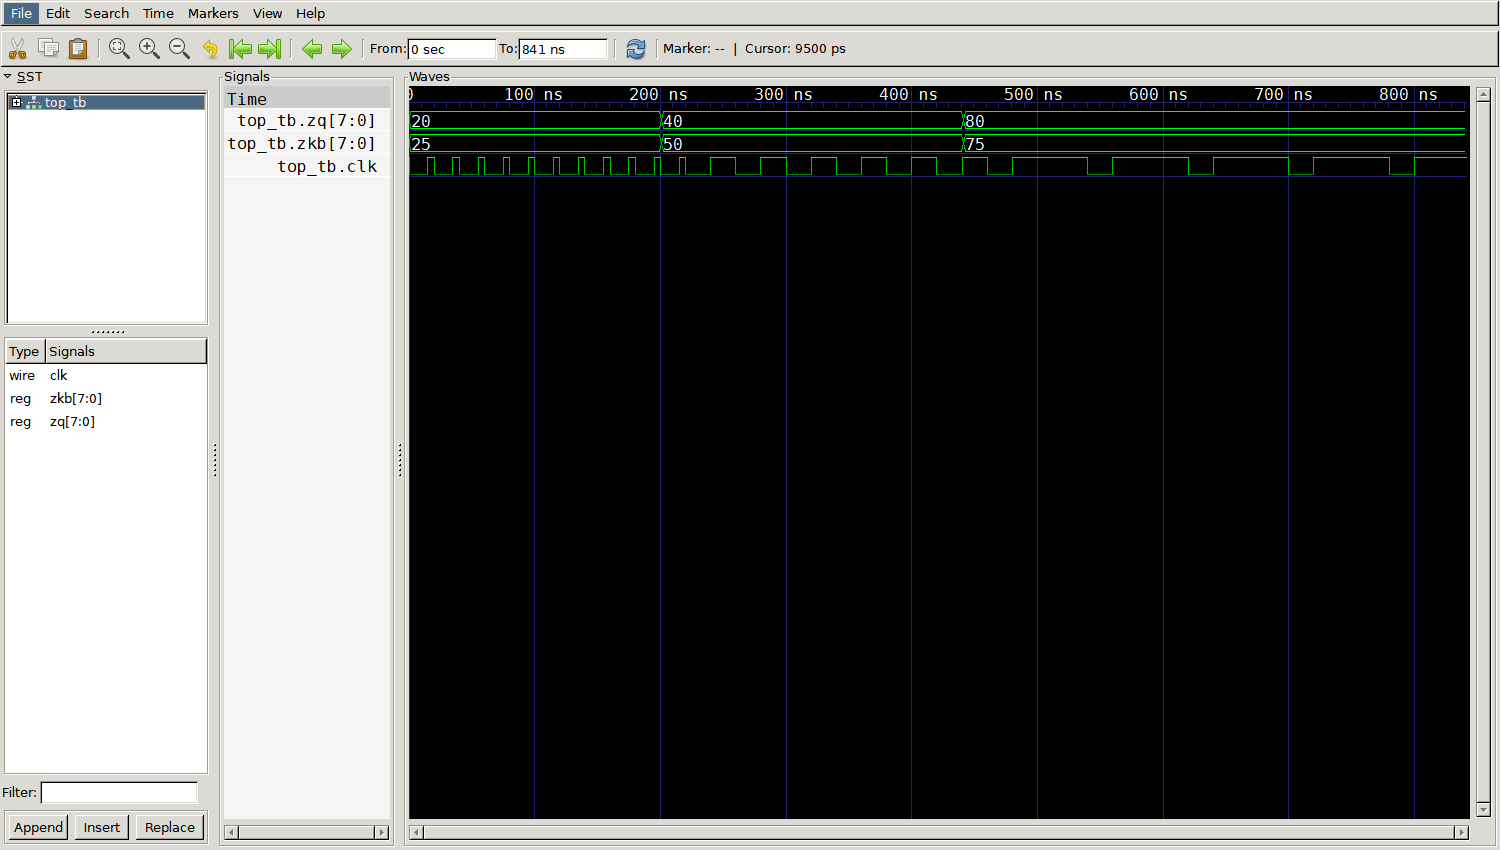 File Edit Search Time Markers View Help
From: 0 sec To: 841 ns Marker: -- | Cursor: 9500 ps
SST
top_tb
Type Signals
wire clk
reg zkb[7:0]
reg zq[7:0]
Filter:
Append Insert Replace
Signals
Time
top_tb.zq[7:0]
top_tb.zkb[7:0]
top_tb.clk
Waves
0 100 ns 200 ns 300 ns 400 ns 500 ns 600 ns 700 ns 800 ns
20 40 80
25 50 75